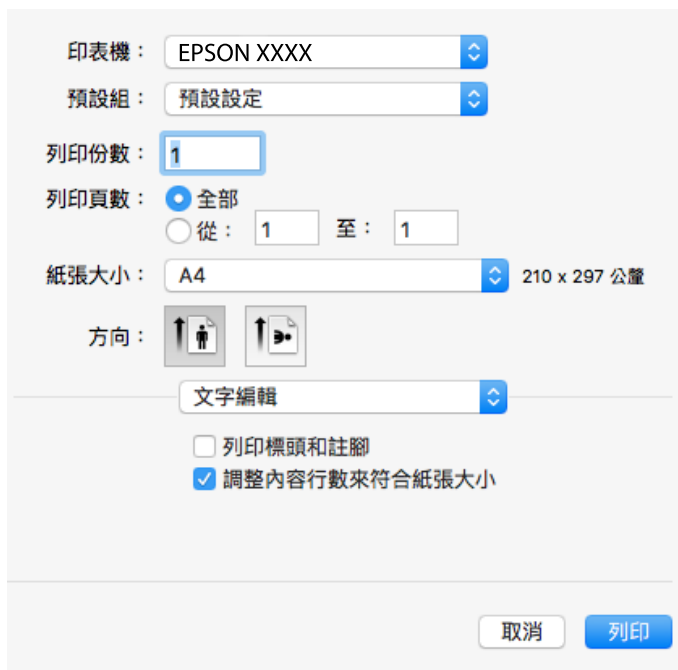 印表機： EPSON XXXX
預設組： 預設設定
列印份數： 1
列印頁數： 全部
從： 1 至： 1
紙張大小： A4 210 x 297 公釐
方向：
文字編輯
列印標頭和註腳
調整內容行數來符合紙張大小
取消 列印